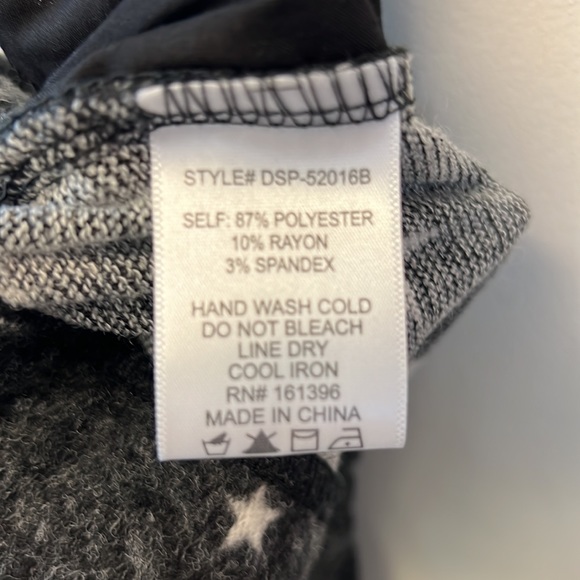 STYLE# DSP-52016B
SELF: 87% POLYESTER
10% RAYON
3% SPANDEX
HAND WASH COLD
DO NOT BLEACH
LINE DRY
COOL IRON
RN# 161396
MADE IN CHINA